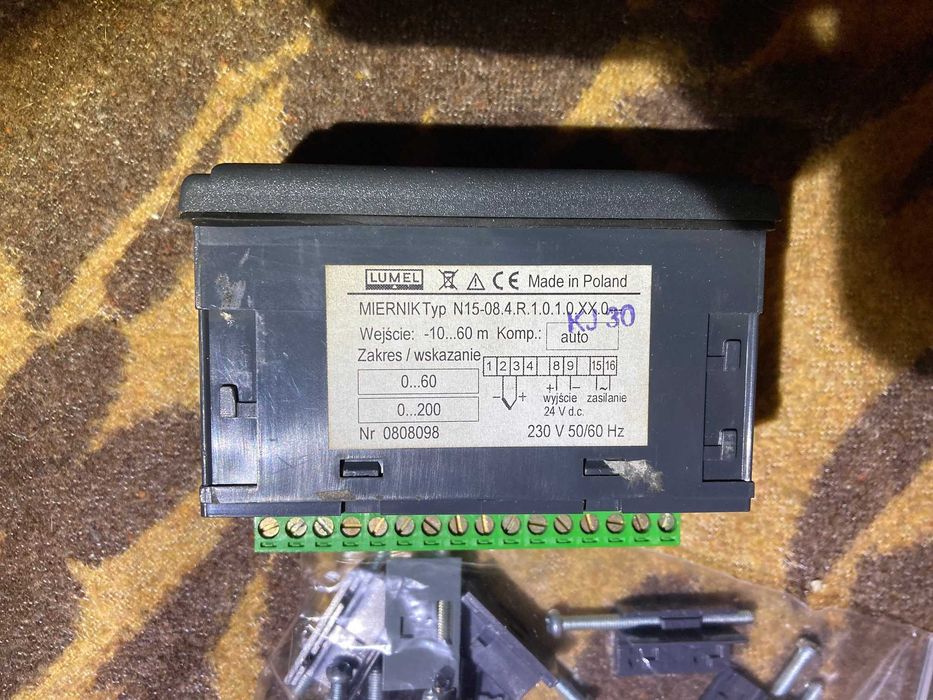 LUMEL CE Made in Poland
MIERNIK Typ N15-08.4.R.1.0.1.0.XX.0
KJ 30
Wejście: -10...60 m Komp.: auto
Zakres / wskazanie
1 2 3 4 8 9 15 16
0...60
- + + - ~
wyjście zasilanie
24 V d.c.
0...200
Nr 0808098 230 V 50/60 Hz